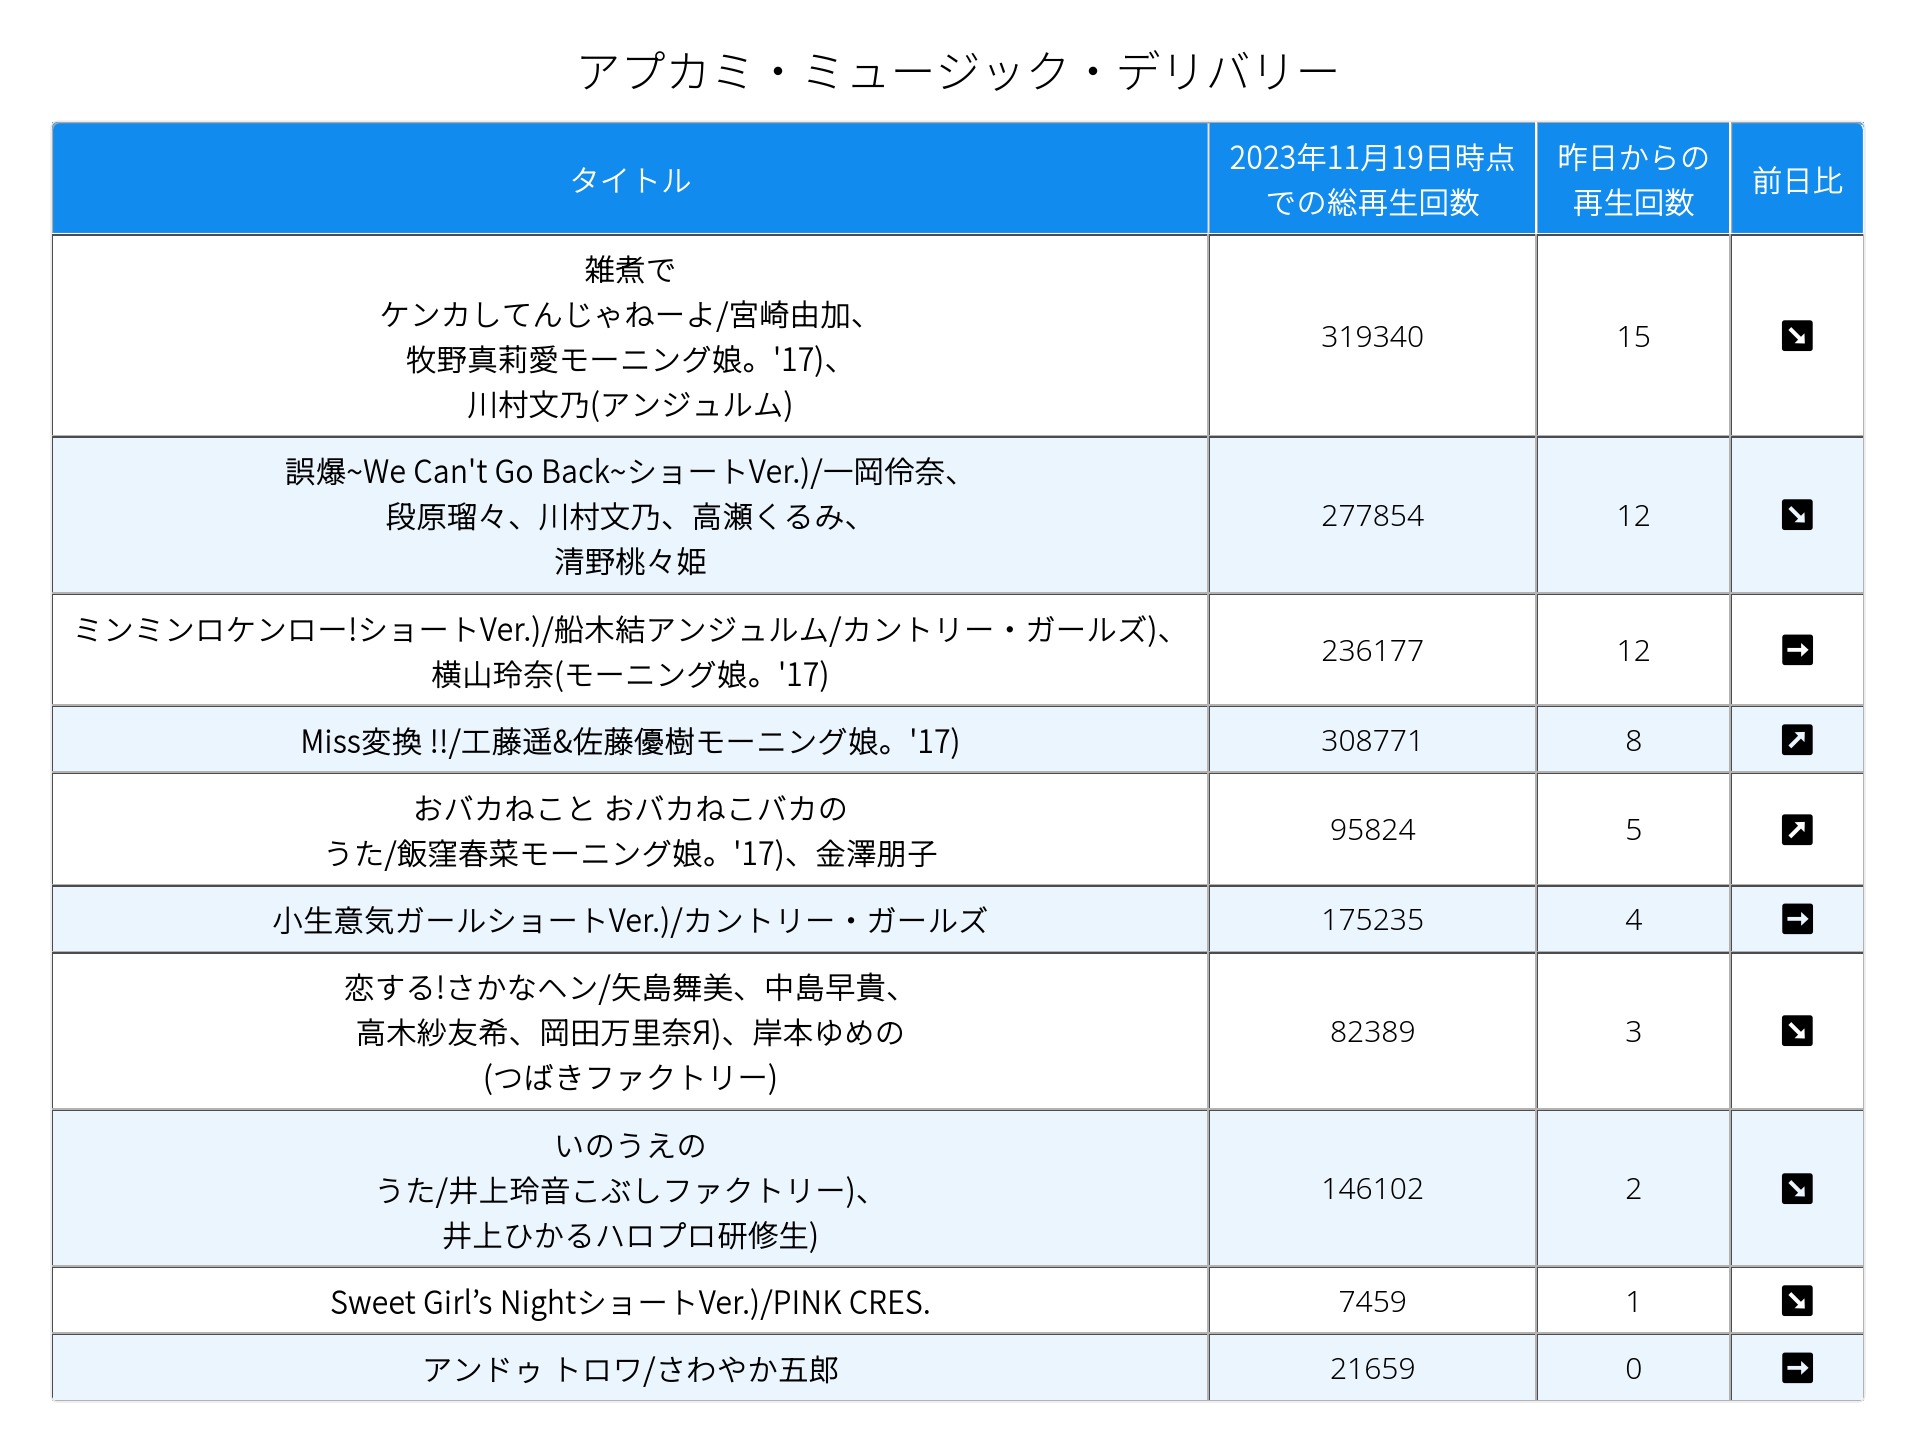 アプカミ・ミュージック・デリバリー
タイトル
2023年11月19日時点
での総再生回数
昨日からの
再生回数
前日比
雑煮で
ケンカしてんじゃねーよ/宮崎由加、
牧野真莉愛モーニング娘。'17)、
川村文乃(アンジュルム)
319340
15
↘
誤爆~We Can't Go Back~ショートVer.)/一岡伶奈、
段原瑠々、川村文乃、高瀬くるみ、
清野桃々姫
277854
12
↘
ミンミンロケンロー!ショートVer.)/船木結アンジュルム/カントリー・ガールズ)、
横山玲奈(モーニング娘。'17)
236177
12
→
Miss変換 !!/工藤遥&佐藤優樹モーニング娘。'17)
308771
8
↗
おバカねこと おバカねこバカの
うた/飯窪春菜モーニング娘。'17)、金澤朋子
95824
5
↗
小生意気ガールショートVer.)/カントリー・ガールズ
175235
4
→
恋する!さかなヘン/矢島舞美、中島早貴、
高木紗友希、岡田万里奈Я)、岸本ゆめの
(つばきファクトリー)
82389
3
↘
いのうえの
うた/井上玲音こぶしファクトリー)、
井上ひかるハロプロ研修生)
146102
2
↘
Sweet Girl’s NightショートVer.)/PINK CRES.
7459
1
↘
アンドゥ トロワ/さわやか五郎
21659
0
→